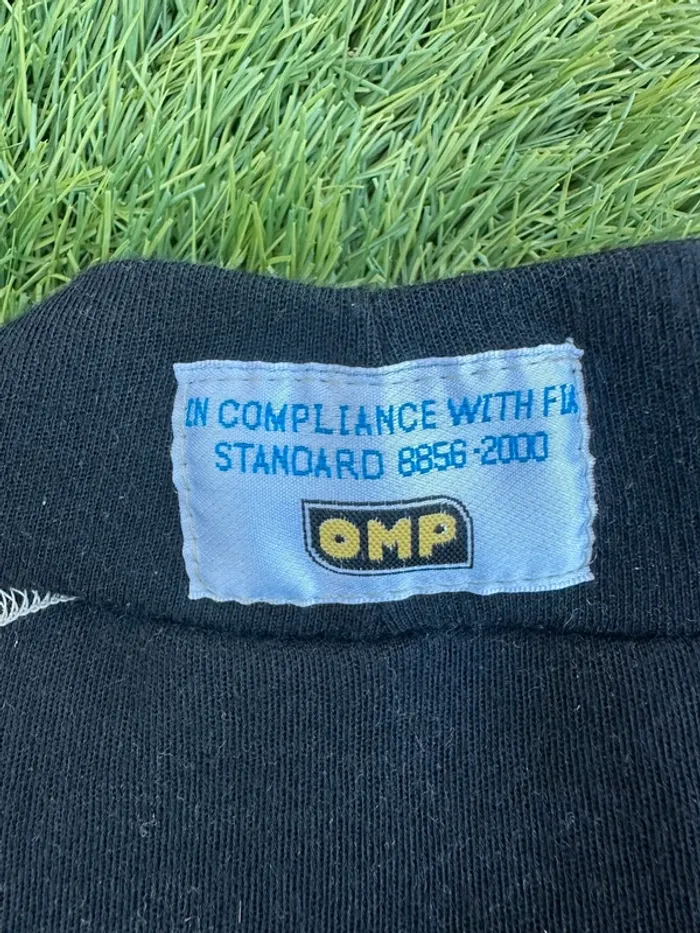 IN COMPLIANCE WITH FIA
STANDARD 8856-2000
OMP